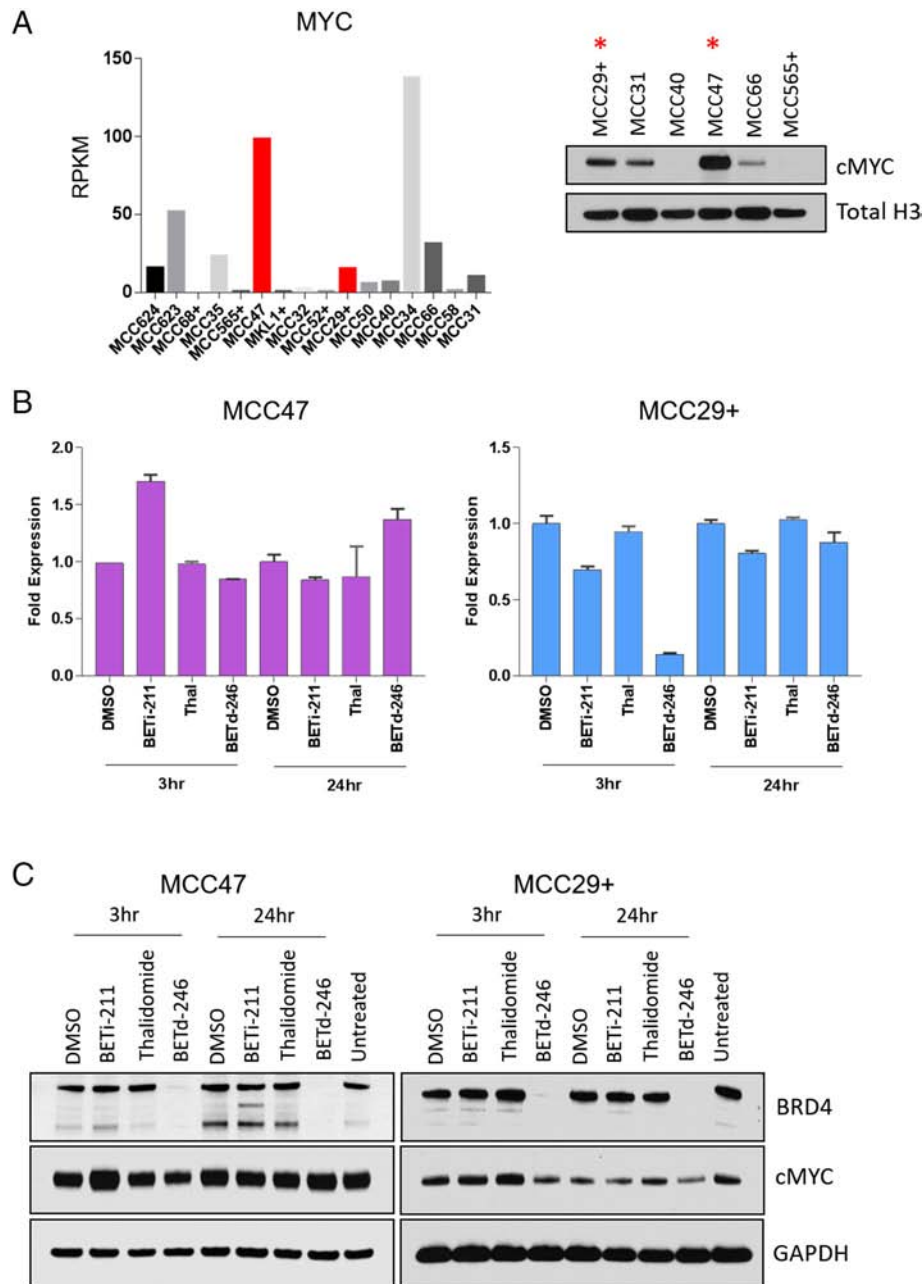 A
MYC
RPKM
150
100
50
0
MCC624
MCC623
MCC68+
MCC35
MCC565+
MCC47
MKL1+
MCC32
MCC52+
MCC29+
MCC50
MCC40
MCC34
MCC66
MCC58
MCC31
* *
MCC29+
MCC31
MCC40
MCC47
MCC66
MCC565+
cMYC
Total H3
B
MCC47
Fold Expression
2.0
1.5
1.0
0.5
0.0
DMSO
BETi-211
Thal
BETd-246
DMSO
BETi-211
Thal
BETd-246
3hr
24hr
MCC29+
Fold Expression
1.5
1.0
0.5
0.0
DMSO
BETi-211
Thal
BETd-246
DMSO
BETi-211
Thal
BETd-246
3hr
24hr
C
MCC47
3hr
24hr
DMSO
BETi-211
Thalidomide
BETd-246
DMSO
BETi-211
Thalidomide
BETd-246
Untreated
MCC29+
3hr
24hr
DMSO
BETi-211
Thalidomide
BETd-246
DMSO
BETi-211
Thalidomide
BETd-246
Untreated
BRD4
cMYC
GAPDH